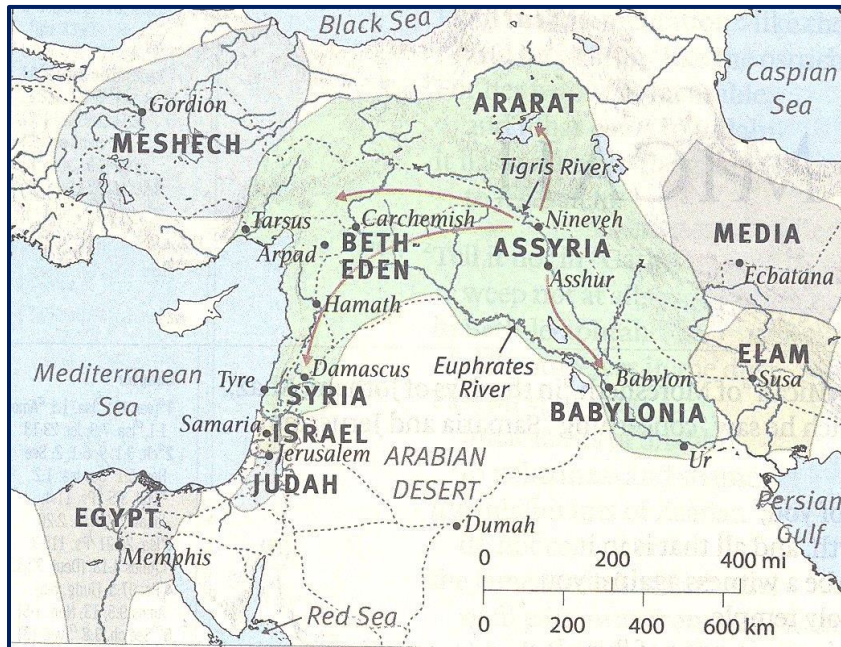 Black Sea
Caspian
Sea
ARARAT
Gordion
MESHECH
Tigris River
Tarsus
Carchemish
Nineveh
MEDIA
Arpad
BETH-
EDEN
ASSYRIA
Asshur
Ecbatana
Hamath
Mediterranean
Sea
Euphrates
River
ELAM
Tyre
Damascus
Babylon
Susa
SYRIA
BABYLONIA
Samaria
ISRAEL
Jerusalem
Ur
JUDAH
ARABIAN
DESERT
EGYPT
Memphis
Dumah
Persian
Gulf
0 200 400 mi
0 200 400 600 km
Red Sea